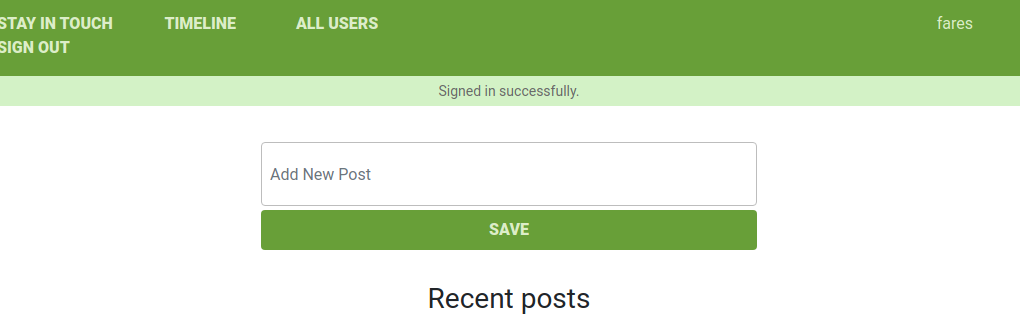 STAY IN TOUCH TIMELINE ALL USERS fares
SIGN OUT
Signed in successfully.
Add New Post
SAVE
Recent posts